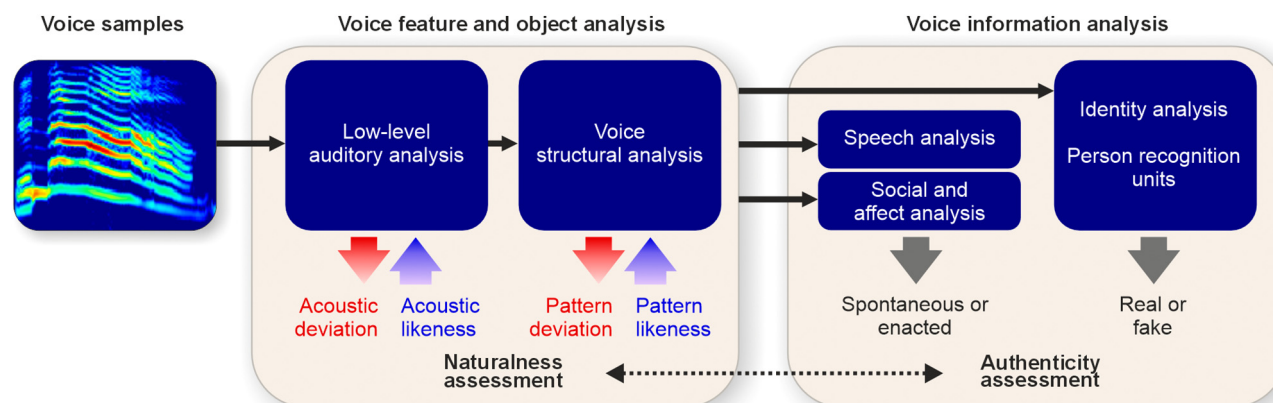 Voice samples
Voice feature and object analysis
Voice information analysis
Low-level
auditory analysis
Voice
structural analysis
Speech analysis
Social and
affect analysis
Identity analysis
Person recognition
units
Acoustic
deviation
Acoustic
likeness
Pattern
deviation
Pattern
likeness
Spontaneous or
enacted
Real or
fake
Naturalness
assessment
Authenticity
assessment